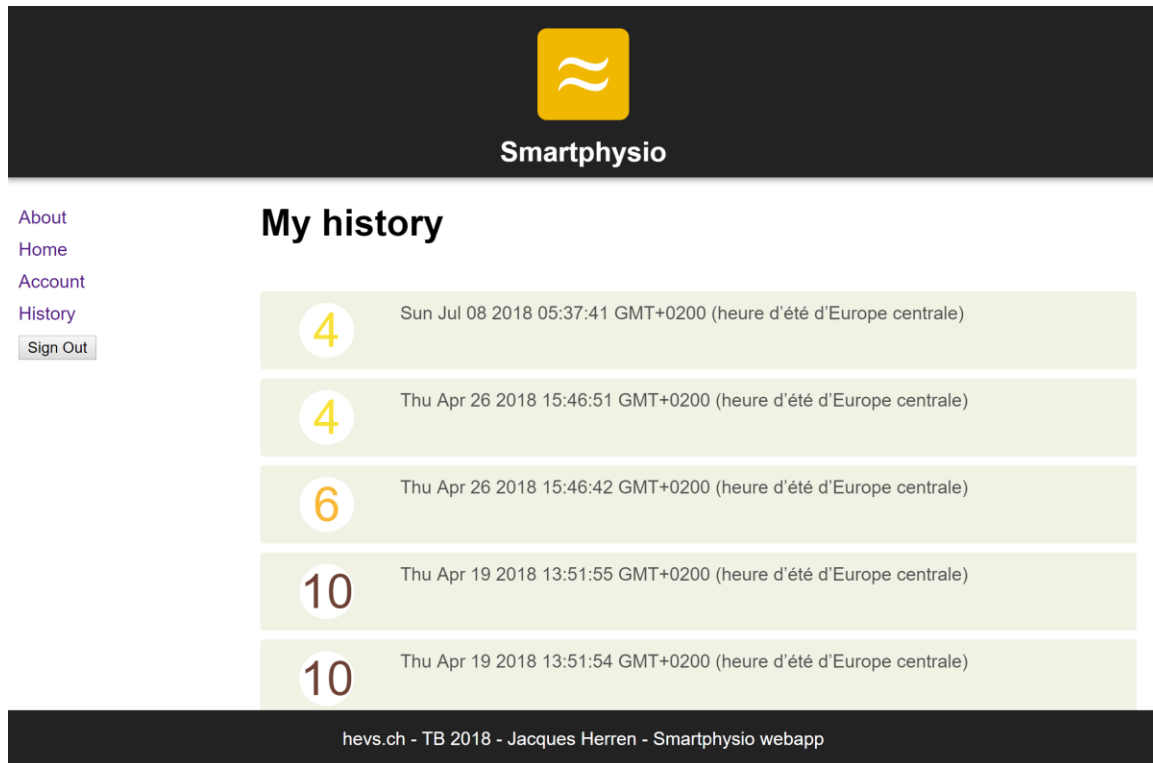 ≈
Smartphysio
About
Home
Account
History
Sign Out
My history
4 Sun Jul 08 2018 05:37:41 GMT+0200 (heure d’été d’Europe centrale)
4 Thu Apr 26 2018 15:46:51 GMT+0200 (heure d’été d’Europe centrale)
6 Thu Apr 26 2018 15:46:42 GMT+0200 (heure d’été d’Europe centrale)
10 Thu Apr 19 2018 13:51:55 GMT+0200 (heure d’été d’Europe centrale)
10 Thu Apr 19 2018 13:51:54 GMT+0200 (heure d’été d’Europe centrale)
hevs.ch - TB 2018 - Jacques Herren - Smartphysio webapp